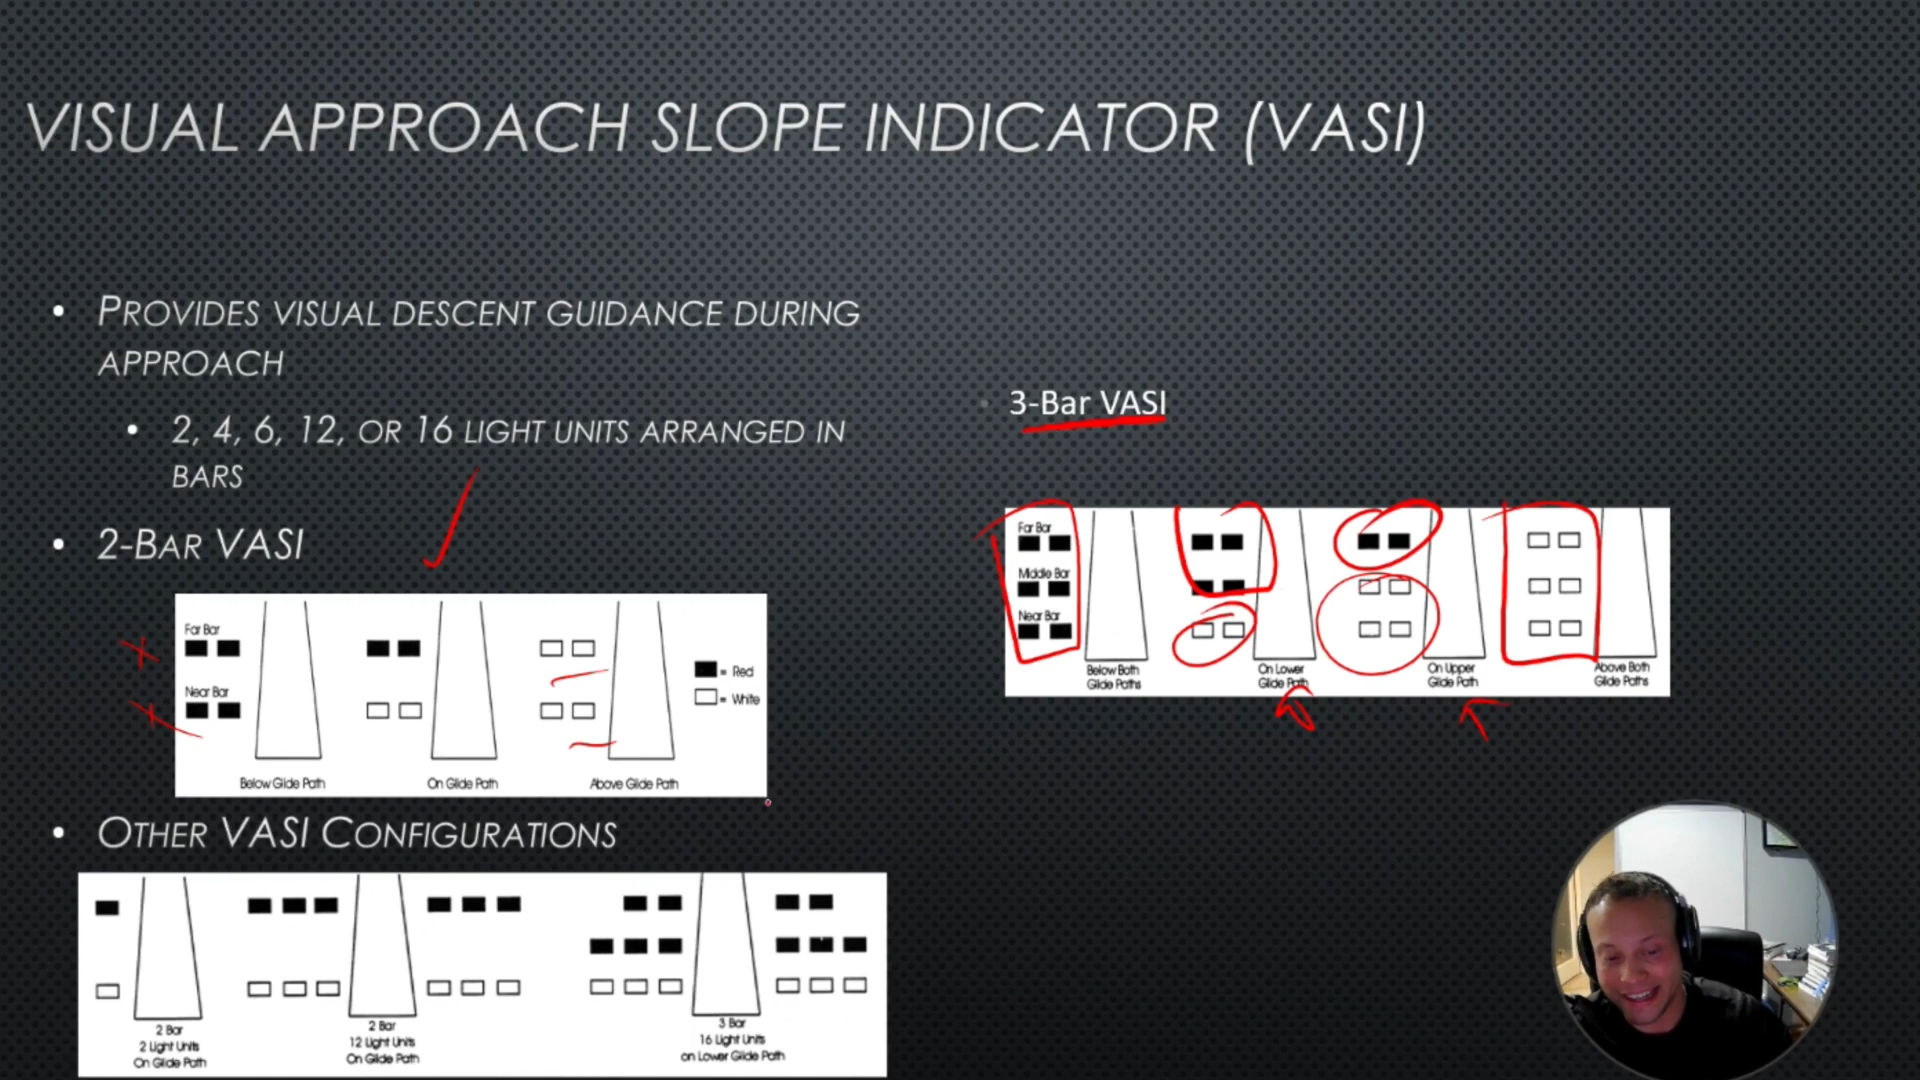 VISUAL APPROACH SLOPE INDICATOR (VASI)
• PROVIDES VISUAL DESCENT GUIDANCE DURING
APPROACH
• 2, 4, 6, 12, OR 16 LIGHT UNITS ARRANGED IN
BARS
• 2-BAR VASI
Far Bar
Near Bar
= Red
= White
Below Glide Path
On Glide Path
Above Glide Path
• OTHER VASI CONFIGURATIONS
2 Bar
2 Light Units
On Glide Path
2 Bar
12 Light Units
On Glide Path
3 Bar
16 Light Units
on Lower Glide Path
• 3-Bar VASI
Far Bar
Middle Bar
Near Bar
Below Both
Glide Paths
On Lower
Glide Path
On Upper
Glide Path
Above Both
Glide Paths